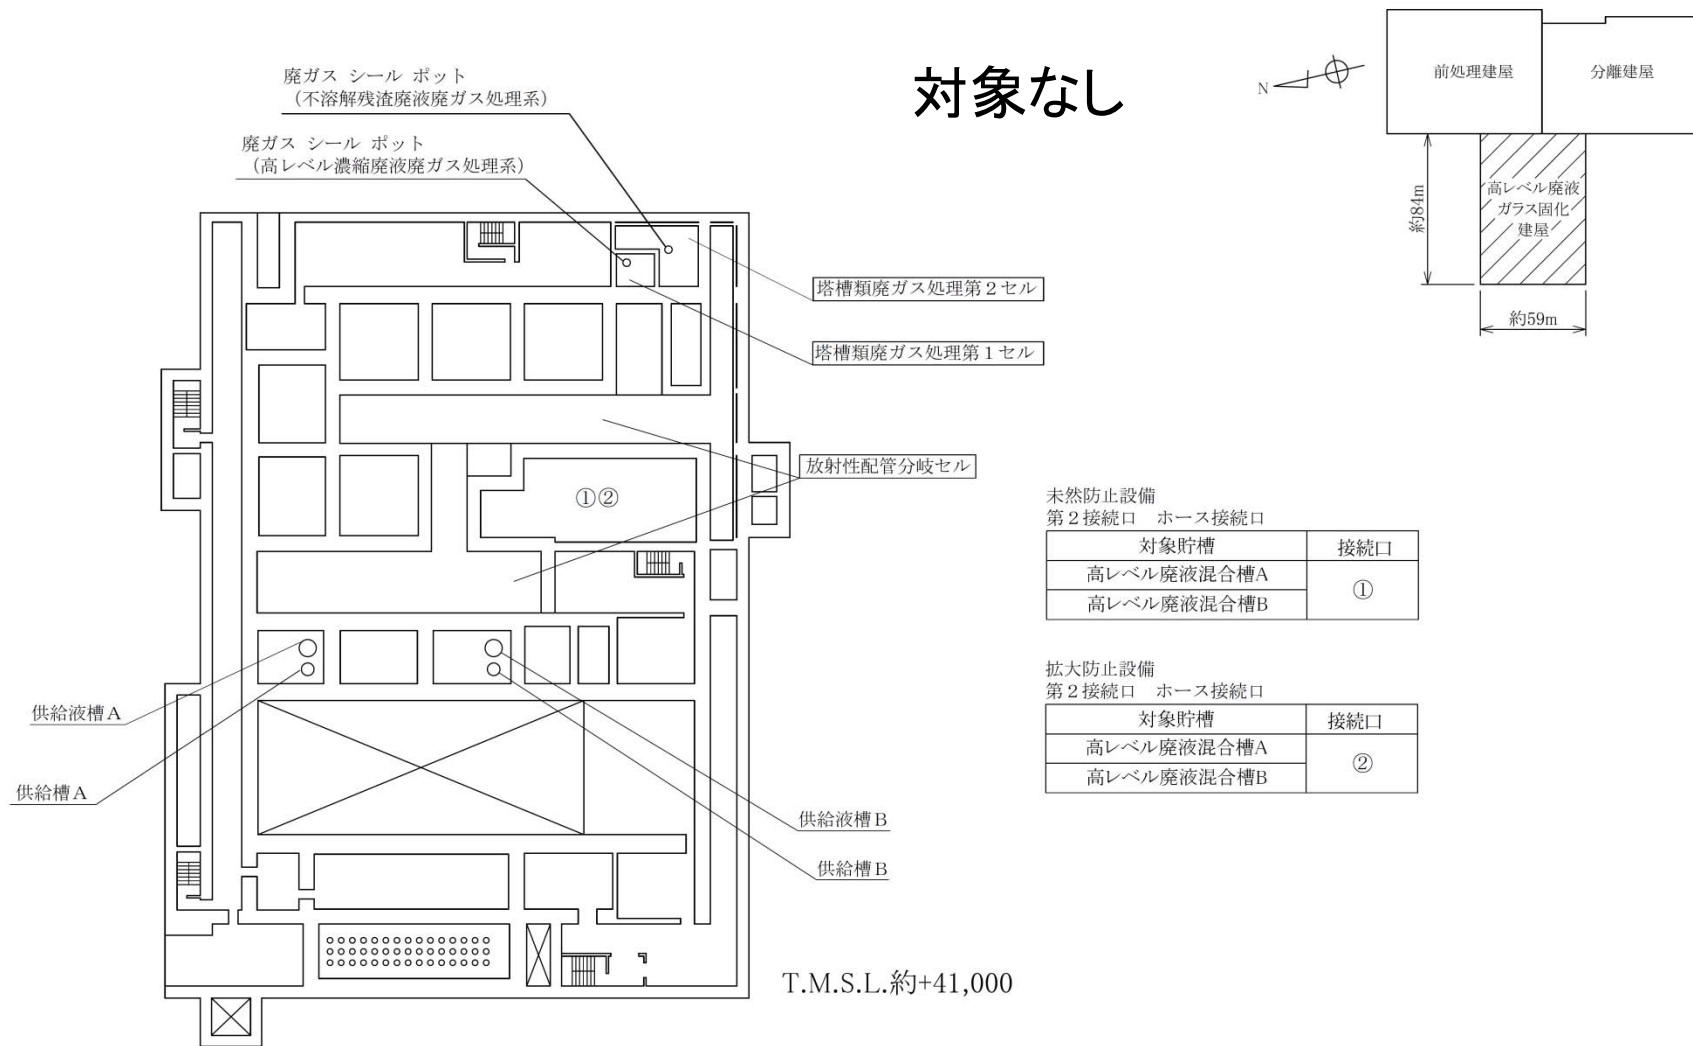 対象なし
廃ガス シール ポット
（不溶解残渣廃液廃ガス処理系）
廃ガス シール ポット
（高レベル濃縮廃液廃ガス処理系）
N
前処理建屋
分離建屋
高レベル廃液
ガラス固化
建屋
約84m
約59m
塔槽類廃ガス処理第２セル
塔槽類廃ガス処理第１セル
放射性配管分岐セル
①②
未然防止設備
第２接続口　ホース接続口
対象貯槽 接続口
高レベル廃液混合槽A ①
高レベル廃液混合槽B
拡大防止設備
第２接続口　ホース接続口
対象貯槽 接続口
高レベル廃液混合槽A ②
高レベル廃液混合槽B
供給液槽Ａ
供給槽Ａ
供給液槽Ｂ
供給槽Ｂ
T.M.S.L.約+41,000